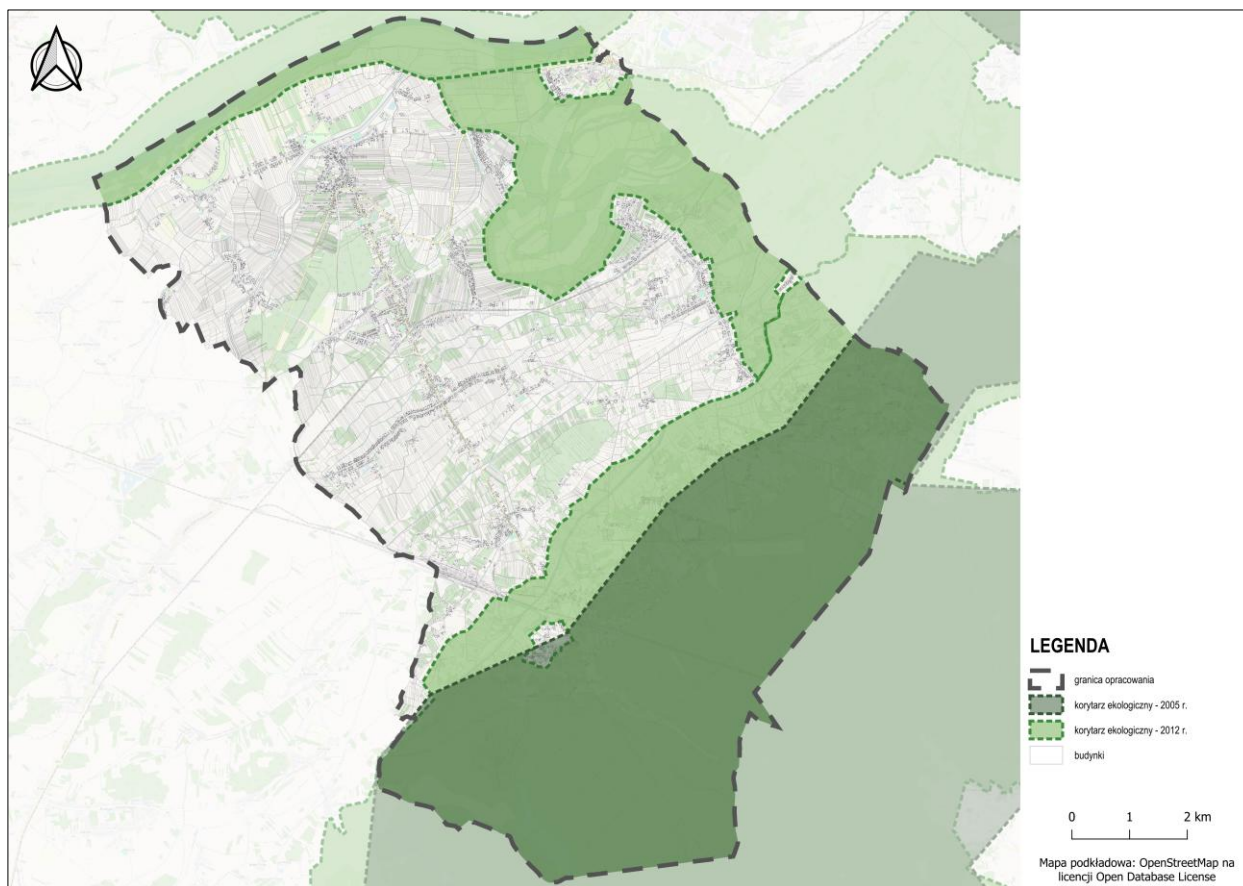 LEGENDA
granica opracowania
korytarz ekologiczny - 2005 r.
korytarz ekologiczny - 2012 r.
budynki
0 1 2 km
Mapa podkładowa: OpenStreetMap na
licencji Open Database License